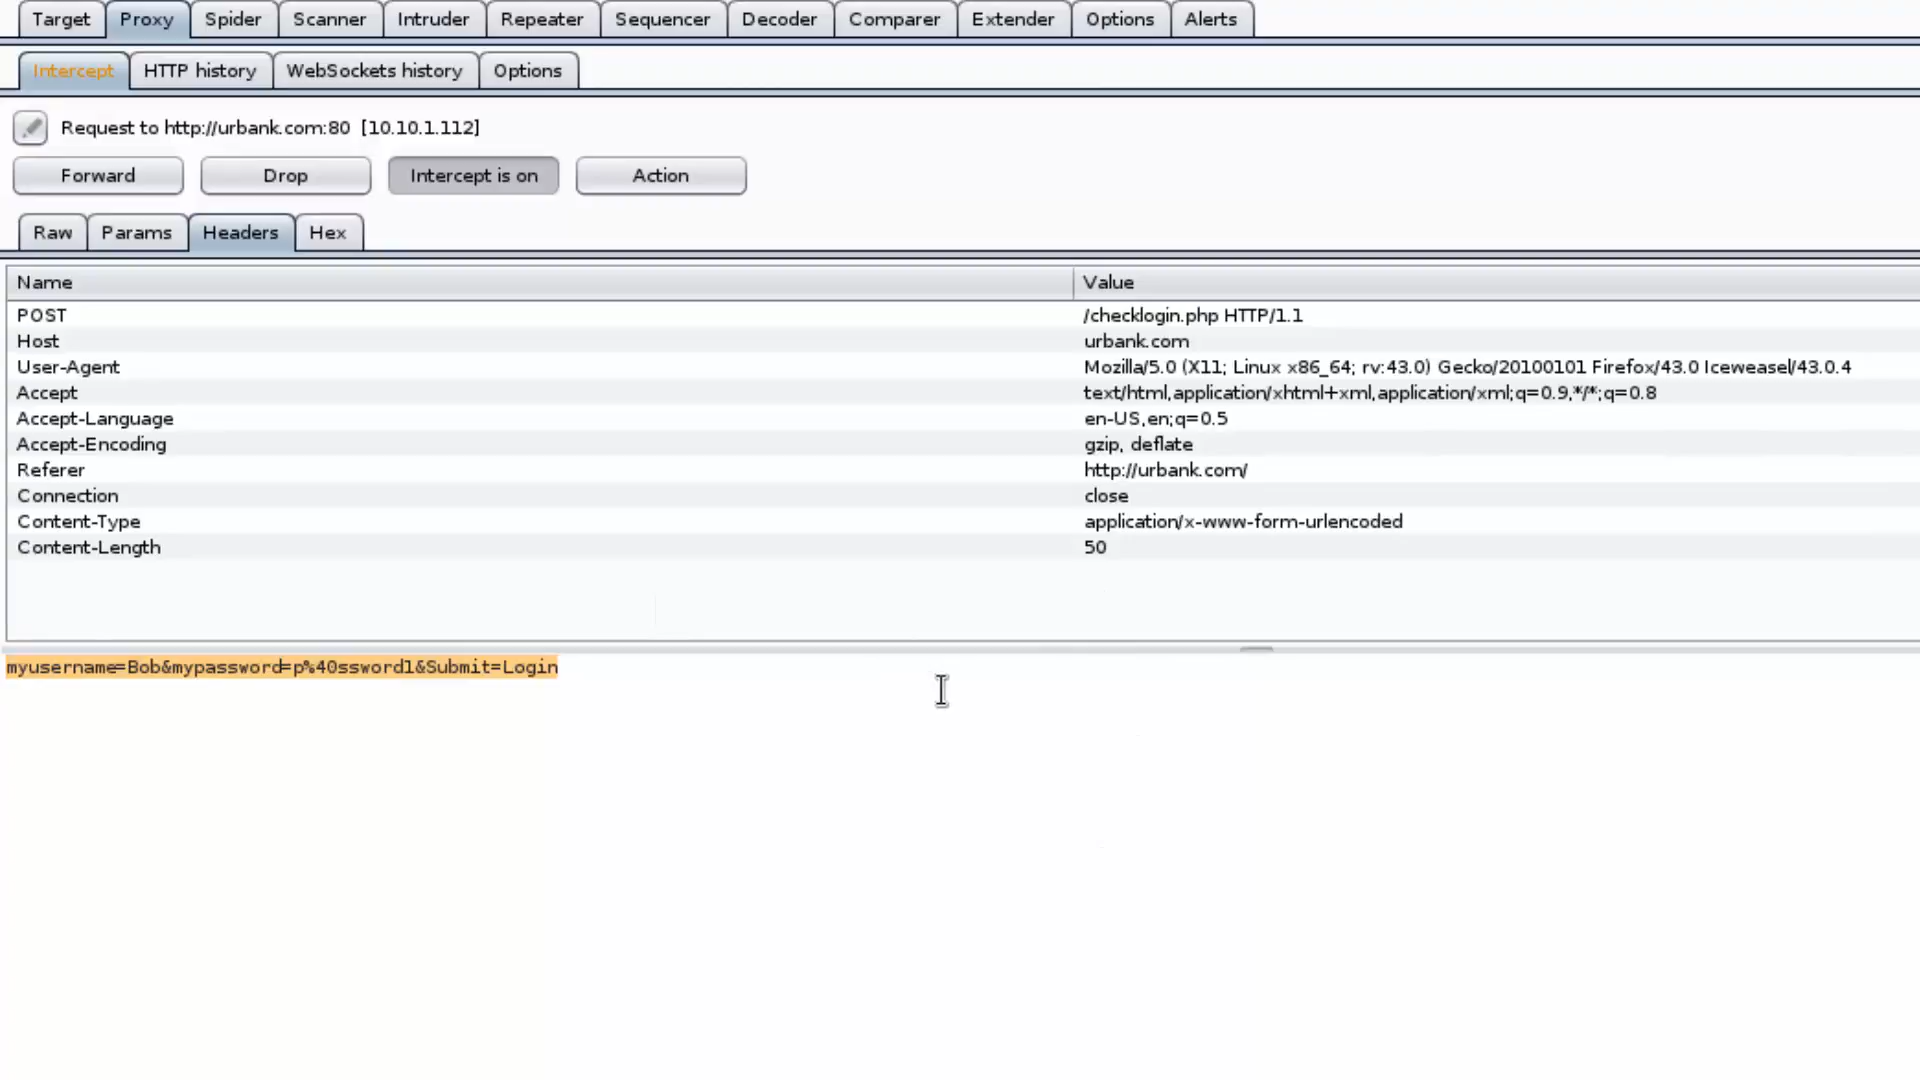 Target Proxy Spider Scanner Intruder Repeater Sequencer Decoder Comparer Extender Options Alerts
Intercept HTTP history WebSockets history Options
Request to http://urbank.com:80 [10.10.1.112]
Forward Drop Intercept is on Action
Raw Params Headers Hex
Name Value
POST /checklogin.php HTTP/1.1
Host urbank.com
User-Agent Mozilla/5.0 (X11; Linux x86_64; rv:43.0) Gecko/20100101 Firefox/43.0 Iceweasel/43.0.4
Accept text/html,application/xhtml+xml,application/xml;q=0.9,*/*;q=0.8
Accept-Language en-US,en;q=0.5
Accept-Encoding gzip, deflate
Referer http://urbank.com/
Connection close
Content-Type application/x-www-form-urlencoded
Content-Length 50
myusername=Bob&mypassword=p%40ssword1&Submit=Login